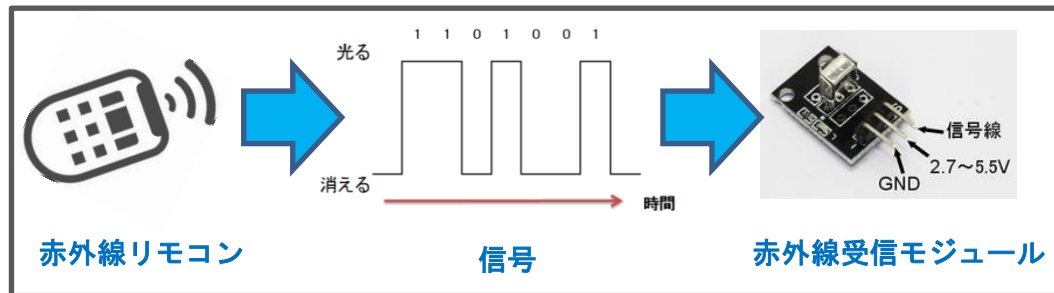 1 1 0 1 0 0 1
光る
消える
時間
信号線
2.7～5.5V
GND
赤外線リモコン
信号
赤外線受信モジュール